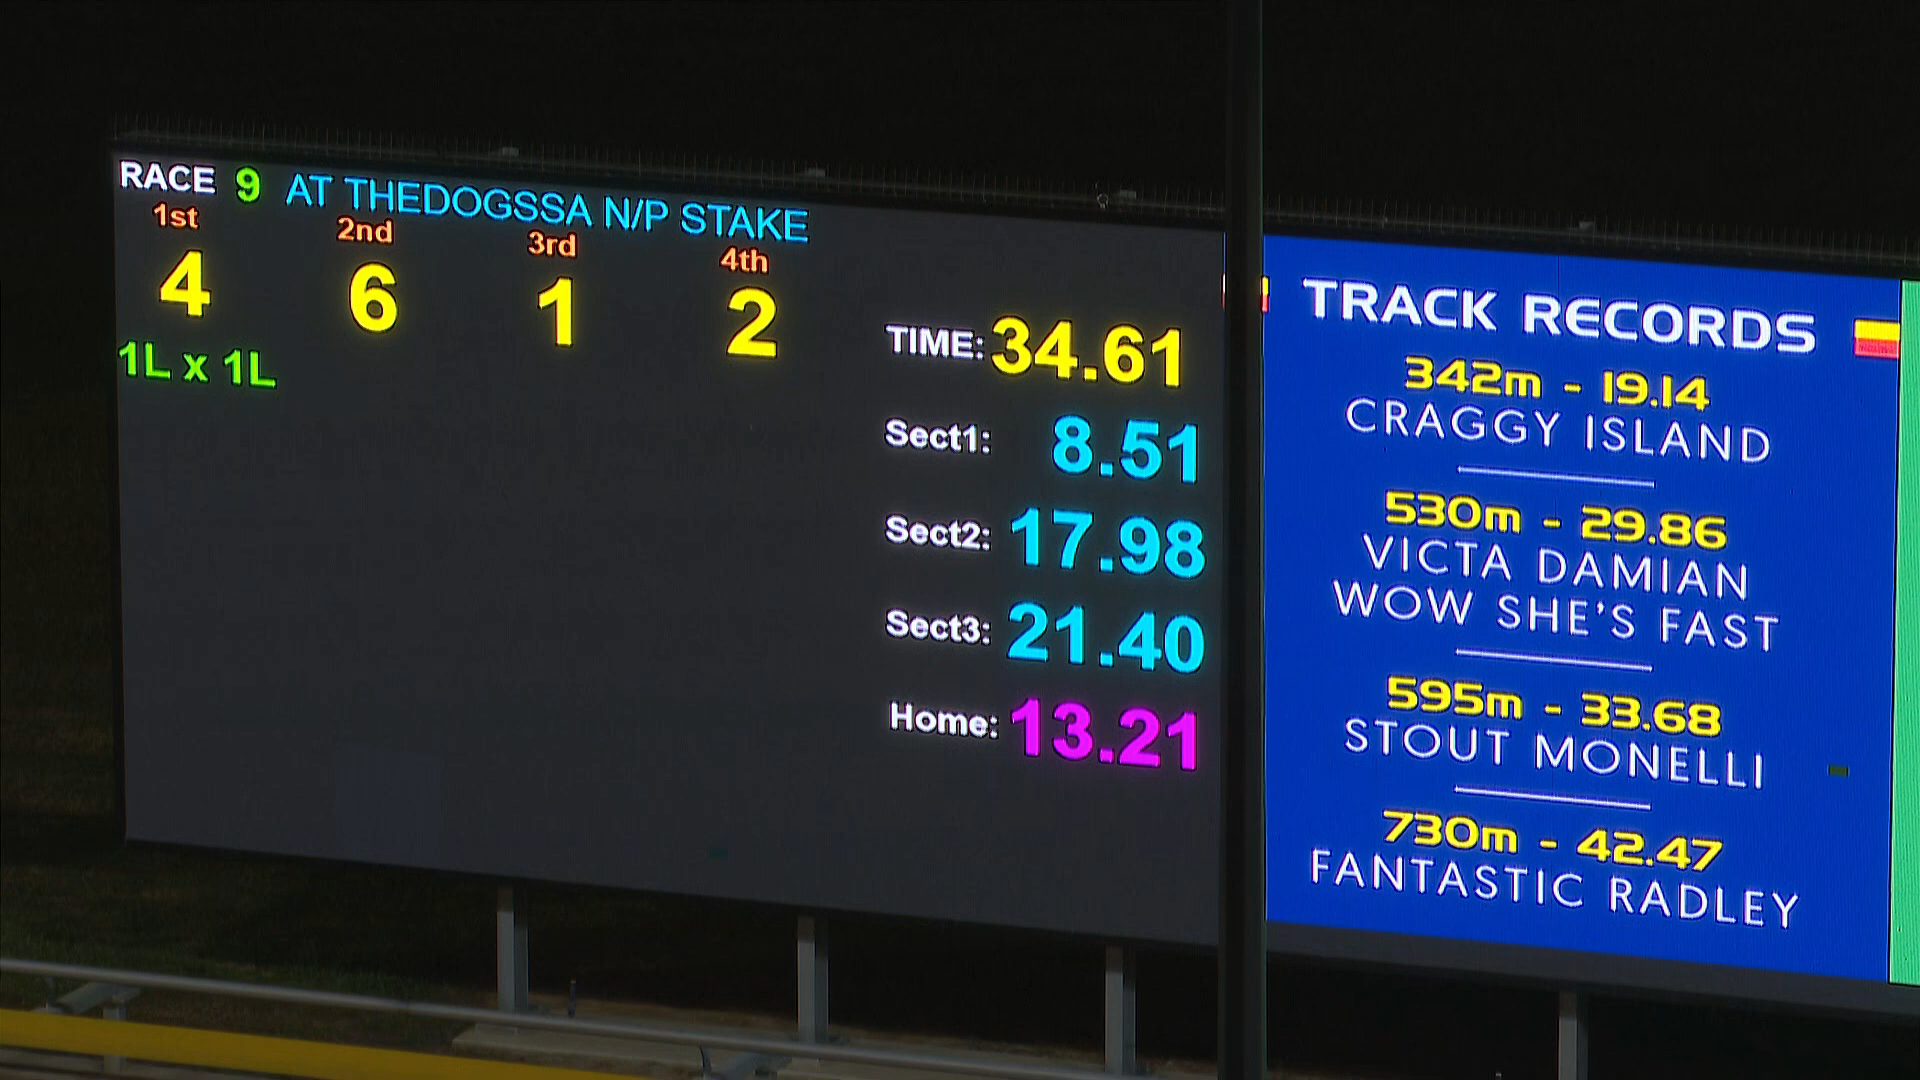 RACE 9 AT THEDOGSSA N/P STAKE
1st 2nd 3rd 4th
4 6 1 2
1L x 1L
TIME: 34.61
Sect1: 8.51
Sect2: 17.98
Sect3: 21.40
Home: 13.21
TRACK RECORDS
342m - 19.14
CRAGGY ISLAND
530m - 29.86
VICTA DAMIAN
WOW SHE'S FAST
595m - 33.68
STOUT MONELLI
730m - 42.47
FANTASTIC RADLEY